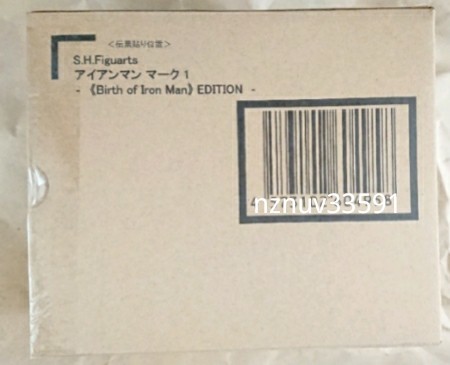 <伝票貼り位置>
S.H.Figuarts
アイアンマン マーク1
- 《Birth of Iron Man》 EDITION -
nznuv33591